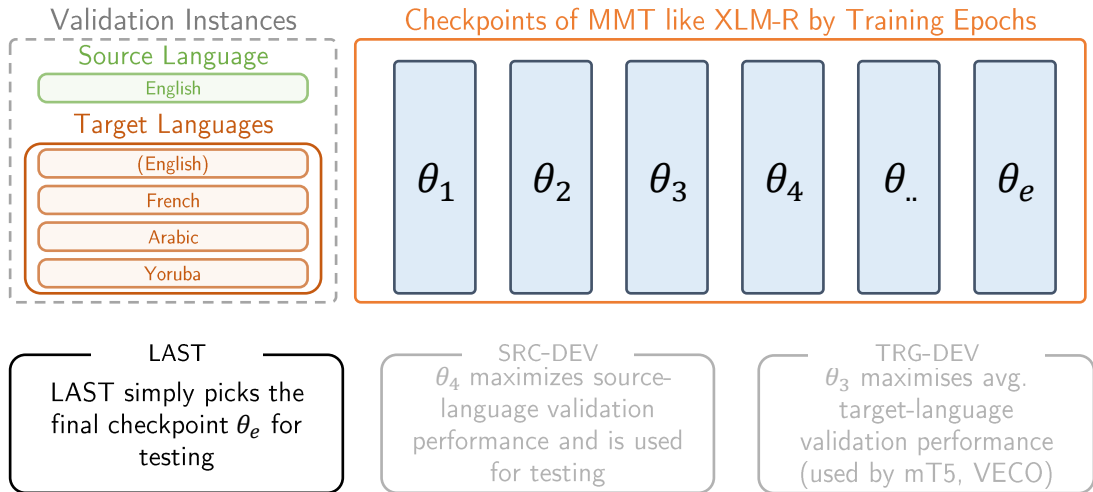 Validation Instances
Source Language
English
Target Languages
(English)
French
Arabic
Yoruba
Checkpoints of MMT like XLM-R by Training Epochs
θ₁ θ₂ θ₃ θ₄ θ.. θₑ
LAST
LAST simply picks the
final checkpoint θₑ for
testing
SRC-DEV
θ₄ maximizes source-
language validation
performance and is used
for testing
TRG-DEV
θ₃ maximises avg.
target-language
validation performance
(used by mT5, VECO)